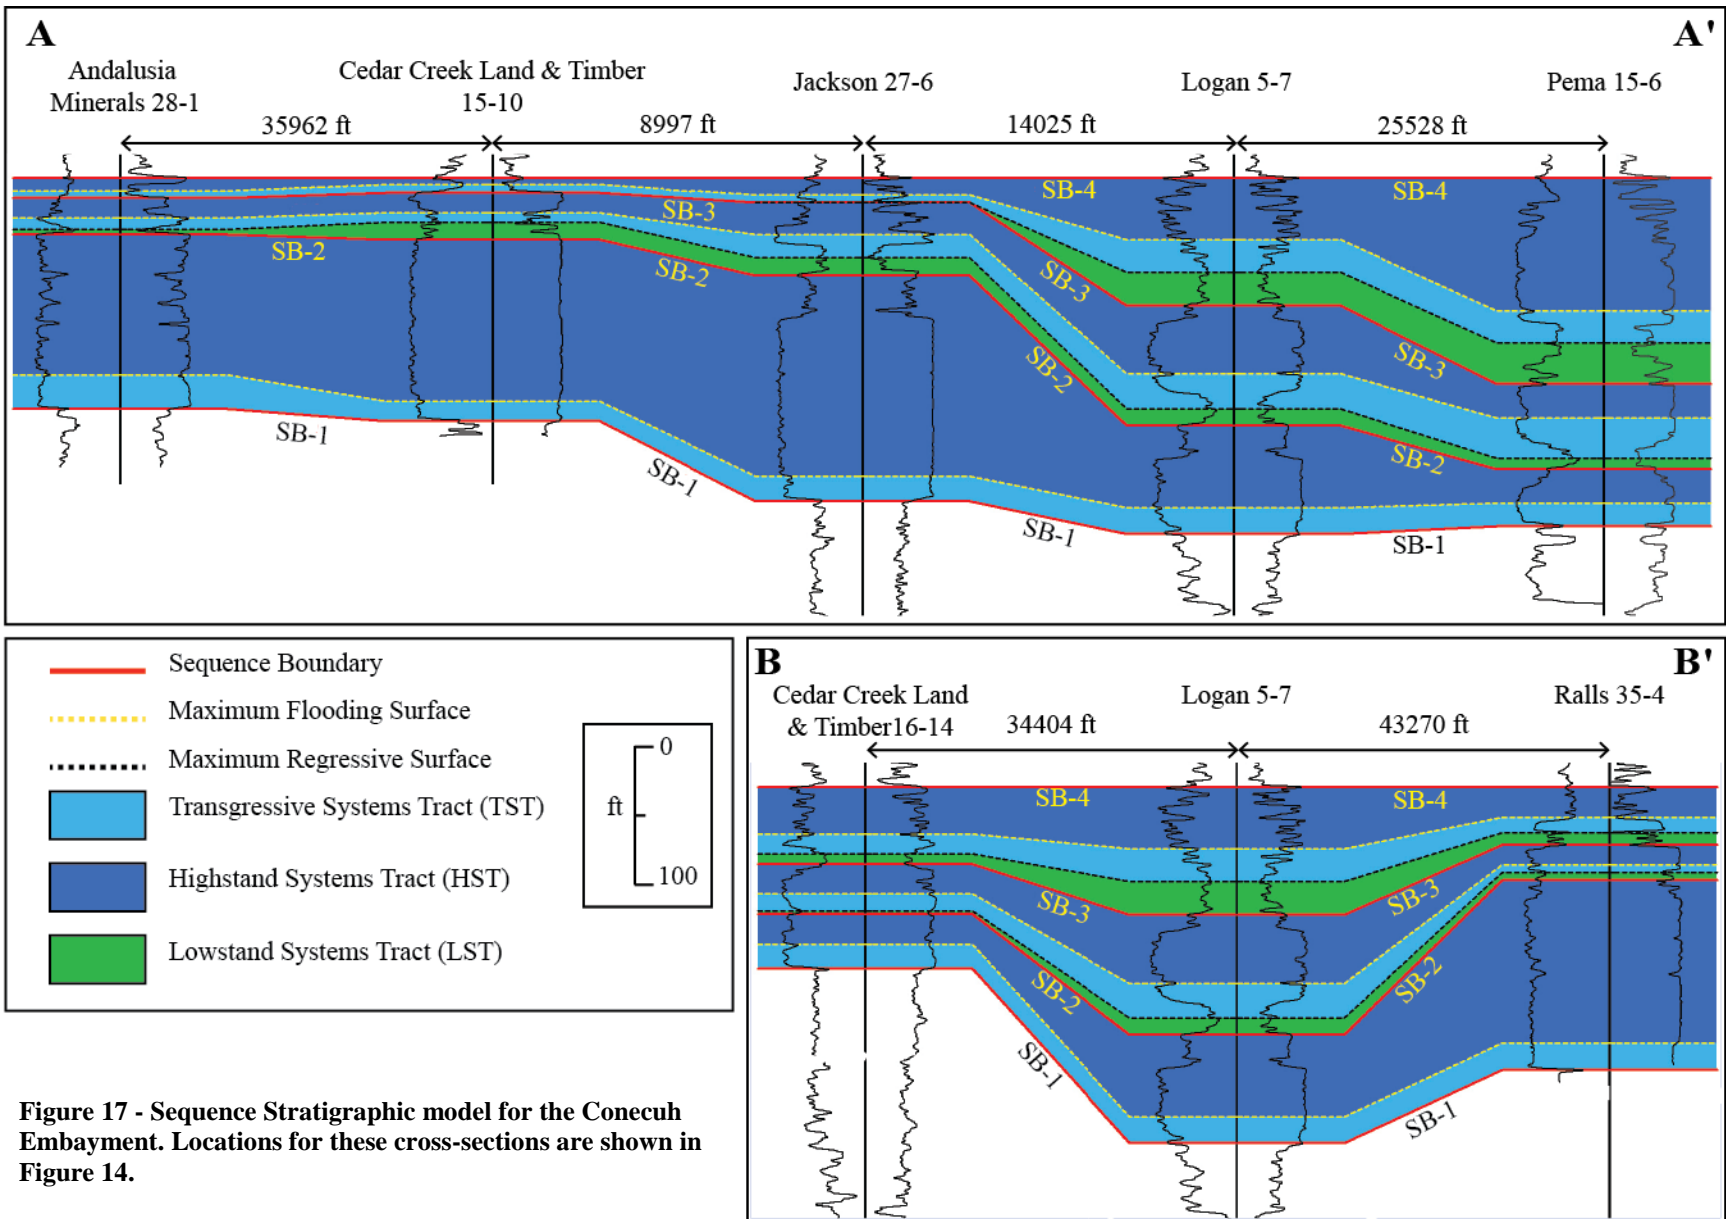 A
A'
Andalusia
Minerals 28-1
Cedar Creek Land & Timber
15-10
Jackson 27-6
Logan 5-7
Pema 15-6
35962 ft
8997 ft
14025 ft
25528 ft
SB-4
SB-4
SB-3
SB-2
SB-2
SB-3
SB-3
SB-2
SB-2
SB-1
SB-1
SB-1
SB-1
Sequence Boundary
Maximum Flooding Surface
Maximum Regressive Surface
Transgressive Systems Tract (TST)
Highstand Systems Tract (HST)
Lowstand Systems Tract (LST)
0
ft
100
B
B'
Cedar Creek Land
& Timber16-14
Logan 5-7
Ralls 35-4
34404 ft
43270 ft
SB-4
SB-4
SB-3
SB-3
SB-2
SB-2
SB-1
SB-1
Figure 17 - Sequence Stratigraphic model for the Conecuh
Embayment. Locations for these cross-sections are shown in
Figure 14.